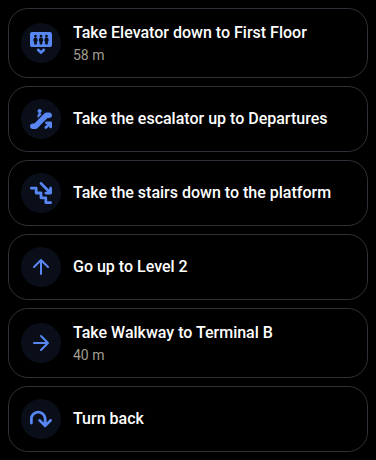 Take Elevator down to First Floor
58 m
Take the escalator up to Departures
Take the stairs down to the platform
Go up to Level 2
Take Walkway to Terminal B
40 m
Turn back